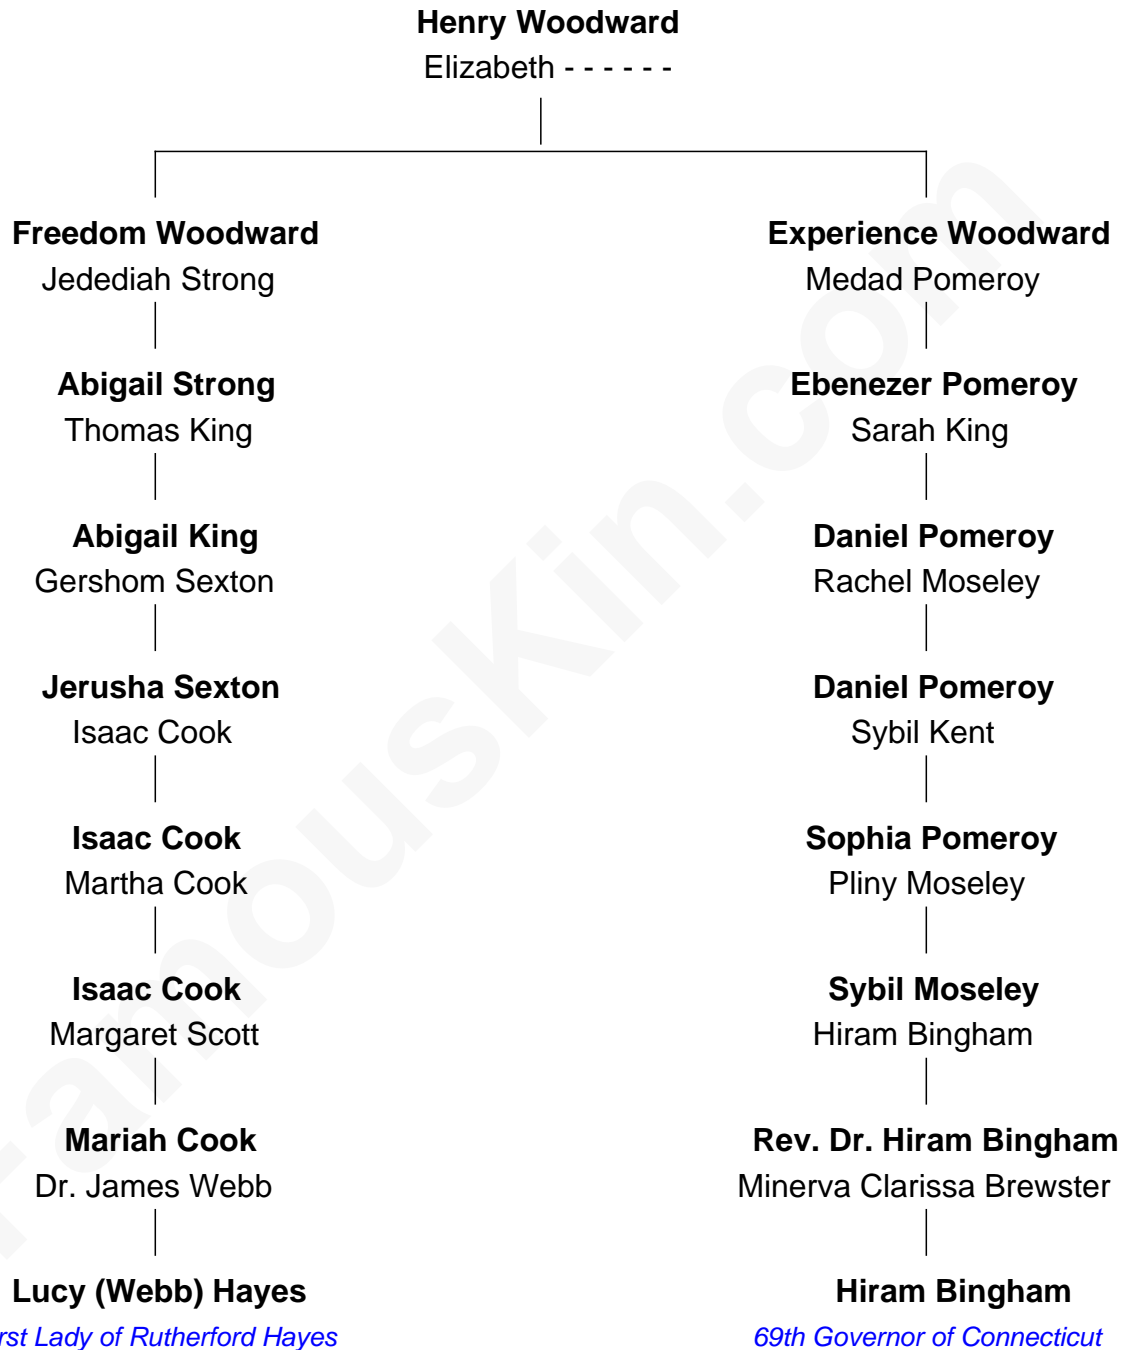 Henry Woodward
Elizabeth - - - - - -
Freedom Woodward
Jedediah Strong
Experience Woodward
Medad Pomeroy
Abigail Strong
Thomas King
Ebenezer Pomeroy
Sarah King
Abigail King
Gershom Sexton
Daniel Pomeroy
Rachel Moseley
Jerusha Sexton
Isaac Cook
Daniel Pomeroy
Sybil Kent
Isaac Cook
Martha Cook
Sophia Pomeroy
Pliny Moseley
Isaac Cook
Margaret Scott
Sybil Moseley
Hiram Bingham
Mariah Cook
Dr. James Webb
Rev. Dr. Hiram Bingham
Minerva Clarissa Brewster
Lucy (Webb) Hayes
rst Lady of Rutherford Hayes
Hiram Bingham
69th Governor of Connecticut
FamousKin.com